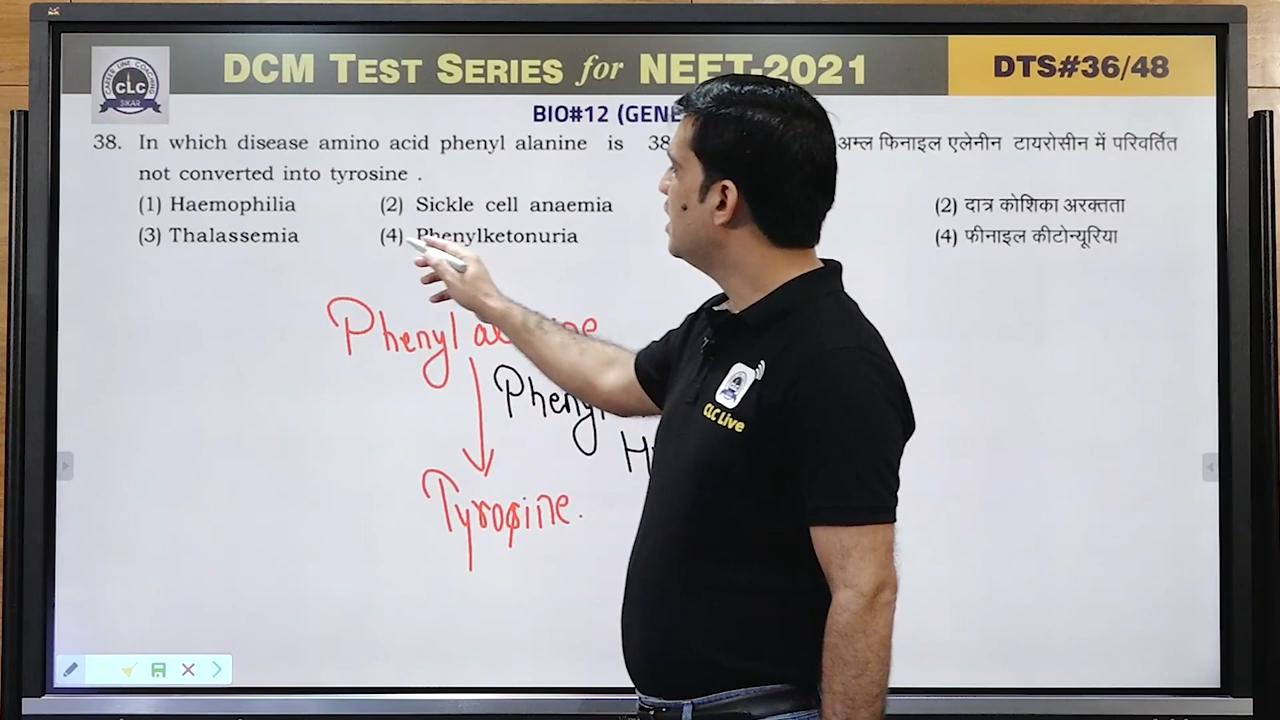 DCM TEST SERIES for NEET-2021
DTS#36/48
CLC
SIKAR
BIO#12 (GENE
38. In which disease amino acid phenyl alanine is
not converted into tyrosine .
(1) Haemophilia (2) Sickle cell anaemia
(3) Thalassemia (4) Phenylketonuria
38
अम्ल फिनाइल एलेनीन टायरोसीन में परिवर्तित
(2) दात्र कोशिका अरक्तता
(4) फीनाइल कीटोन्यूरिया
Phenyl
Phenyl
Tyrosine.
CLC Live